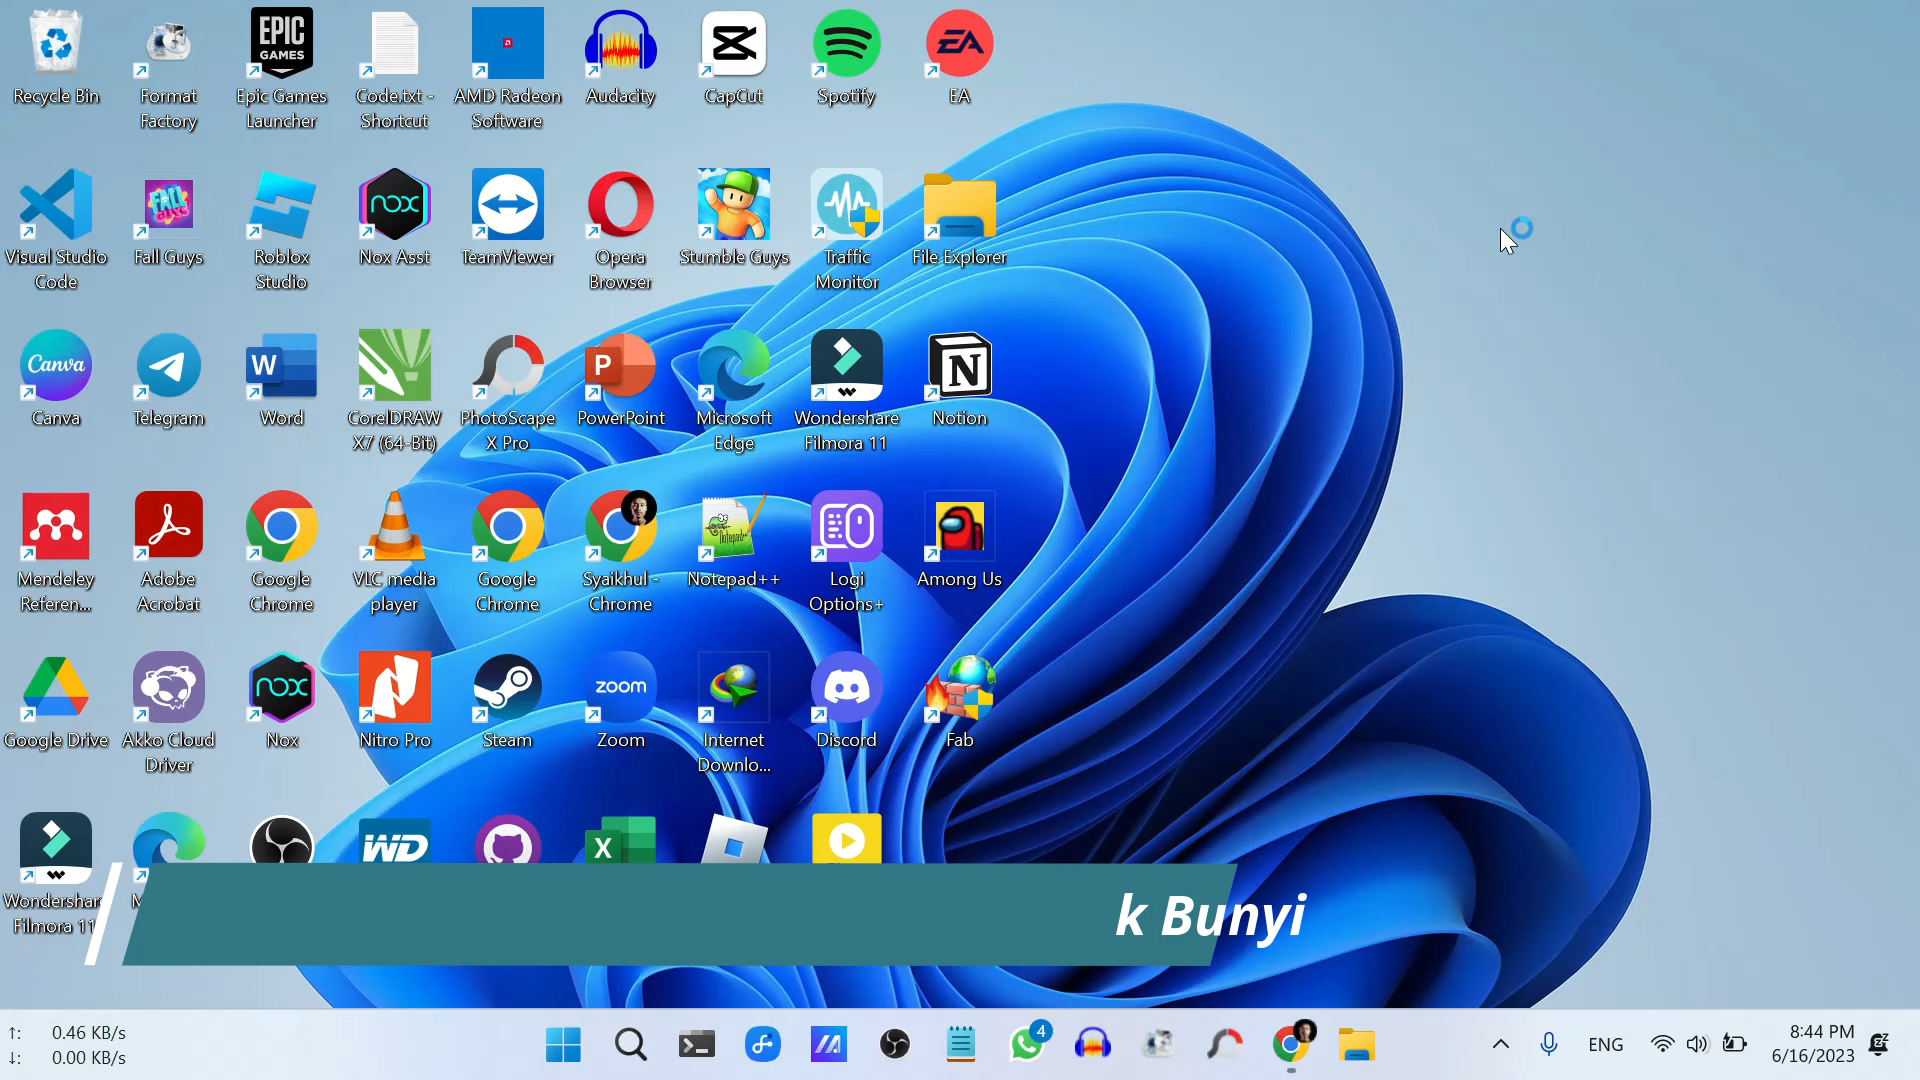 Recycle Bin
Format
Factory
EPIC
GAMES
Epic Games
Launcher
Code.txt -
Shortcut
AMD Radeon
Software
Audacity
CapCut
Spotify
EA
EA
Visual Studio
Code
FALL
GUYS
Fall Guys
Roblox
Studio
nox
Nox Asst
TeamViewer
Opera
Browser
Stumble Guys
Traffic
Monitor
File Explorer
Canva
Canva
Telegram
W
Word
CorelDRAW
X7 (64-Bit)
PhotoScape
X Pro
P
PowerPoint
Microsoft
Edge
Wondershare
Filmora 11
N
Notion
Mendeley
Referen...
Adobe
Acrobat
Google
Chrome
VLC media
player
Google
Chrome
Syaikhul -
Chrome
Notepad++
Logi
Options+
Among Us
Google Drive
Akko Cloud
Driver
nox
Nox
Nitro Pro
Steam
zoom
Zoom
Internet
Downlo...
Discord
Fab
WD
X
Wondershar
Filmora 11
k Bunyi
↑: 0.46 KB/s
↓: 0.00 KB/s
4
ENG
8:44 PM
6/16/2023